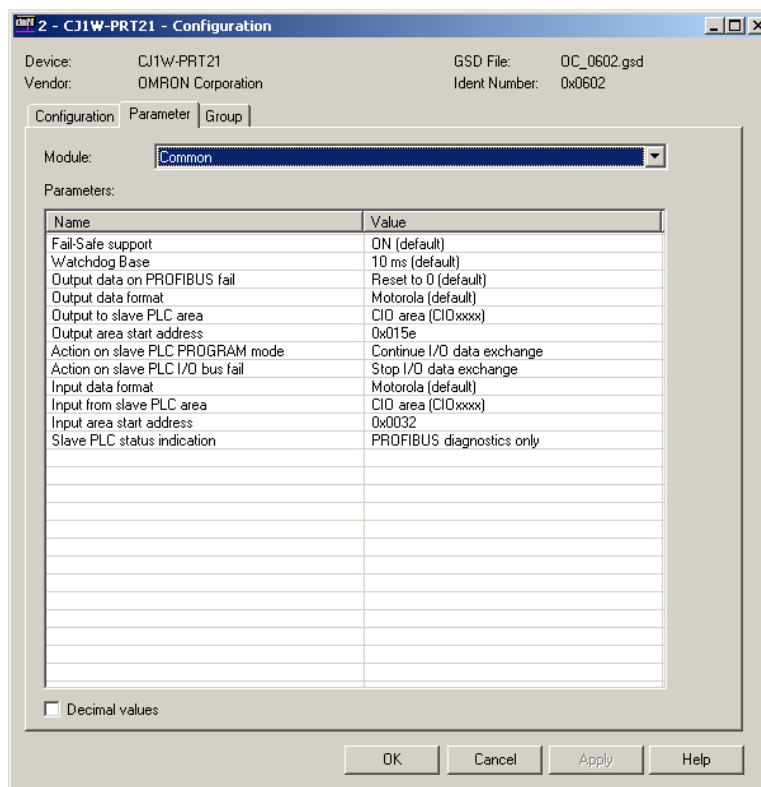 2 - CJ1W-PRT21 - Configuration
Device: CJ1W-PRT21 GSD File: OC_0602.gsd
Vendor: OMRON Corporation Ident Number: 0x0602
Configuration Parameter Group
Module: Common
Parameters:
Name Value
Fail-Safe support ON (default)
Watchdog Base 10 ms (default)
Output data on PROFIBUS fail Reset to 0 (default)
Output data format Motorola (default)
Output to slave PLC area CIO area (CIOxxxx)
Output area start address 0x015e
Action on slave PLC PROGRAM mode Continue I/O data exchange
Action on slave PLC I/O bus fail Stop I/O data exchange
Input data format Motorola (default)
Input from slave PLC area CIO area (CIOxxxx)
Input area start address 0x0032
Slave PLC status indication PROFIBUS diagnostics only
Decimal values
OK Cancel Apply Help